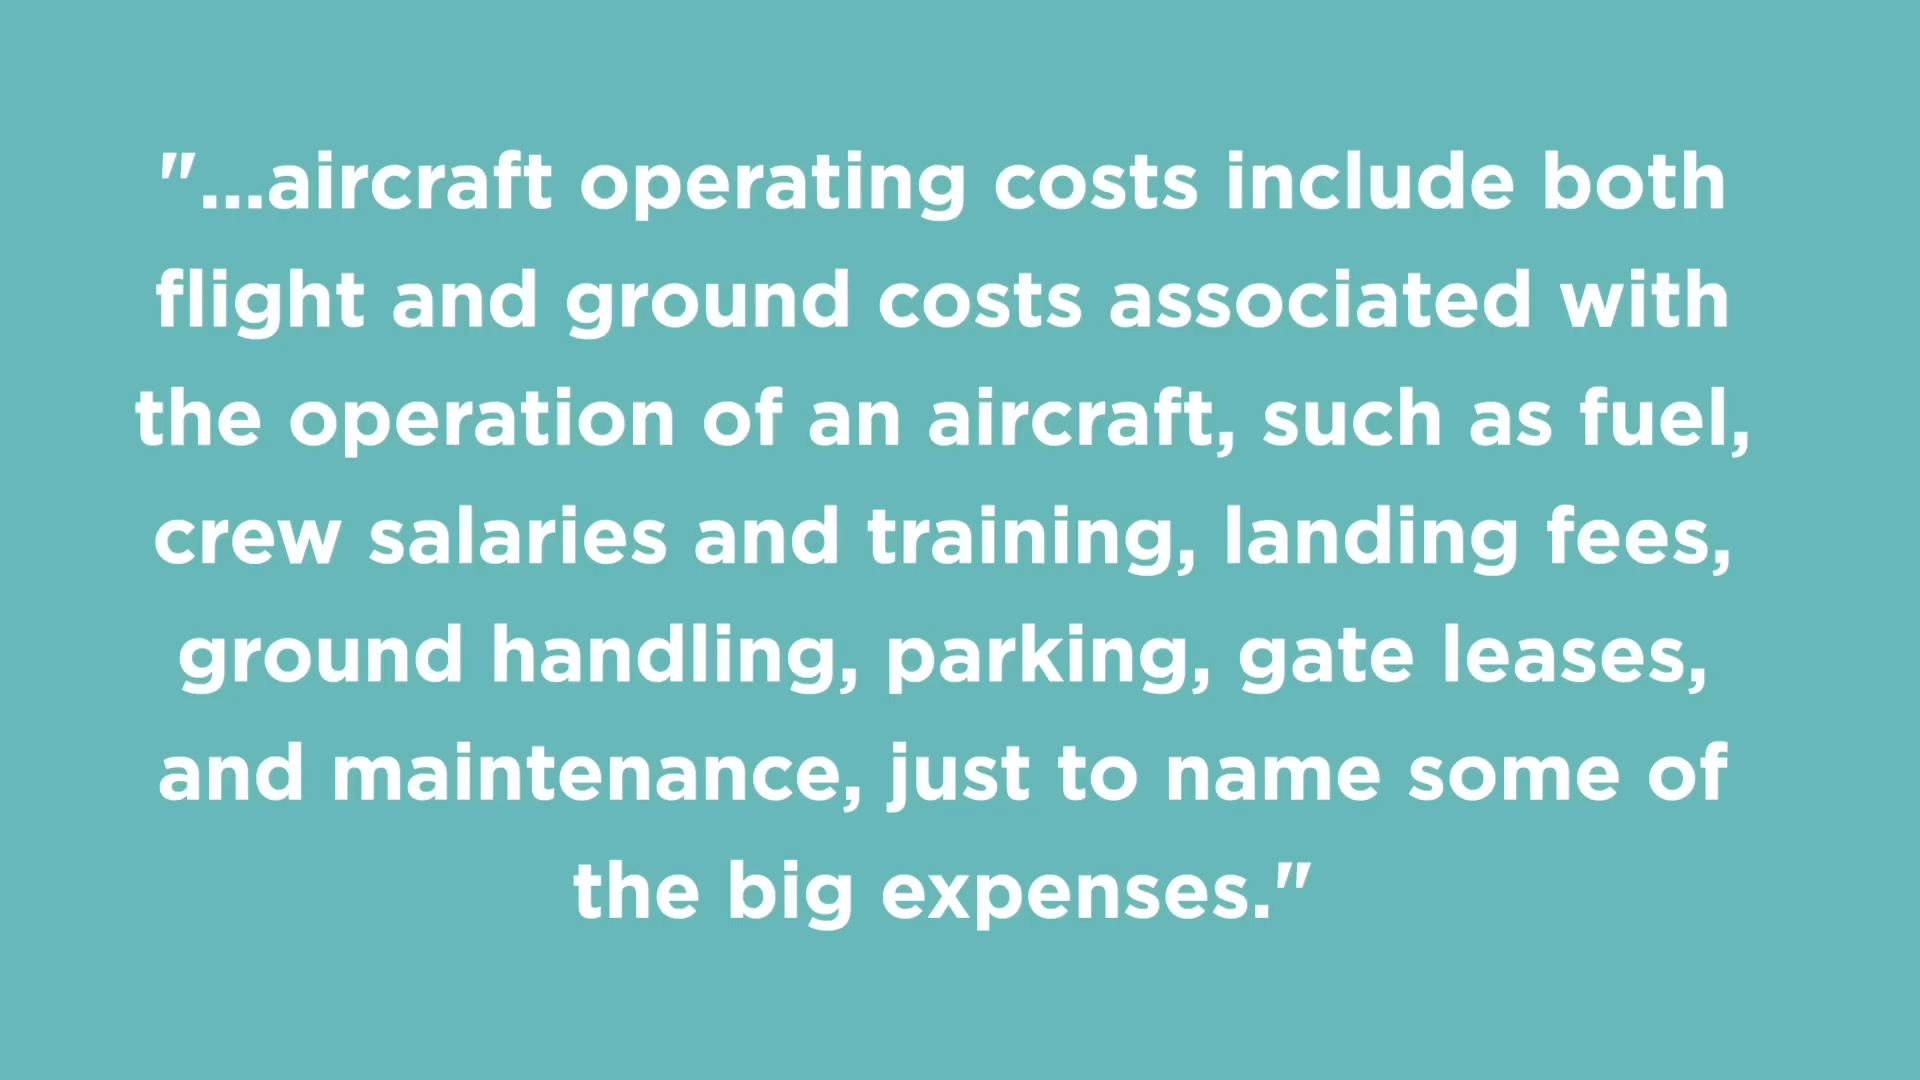 "...aircraft operating costs include both
flight and ground costs associated with
the operation of an aircraft, such as fuel,
crew salaries and training, landing fees,
ground handling, parking, gate leases,
and maintenance, just to name some of
the big expenses."